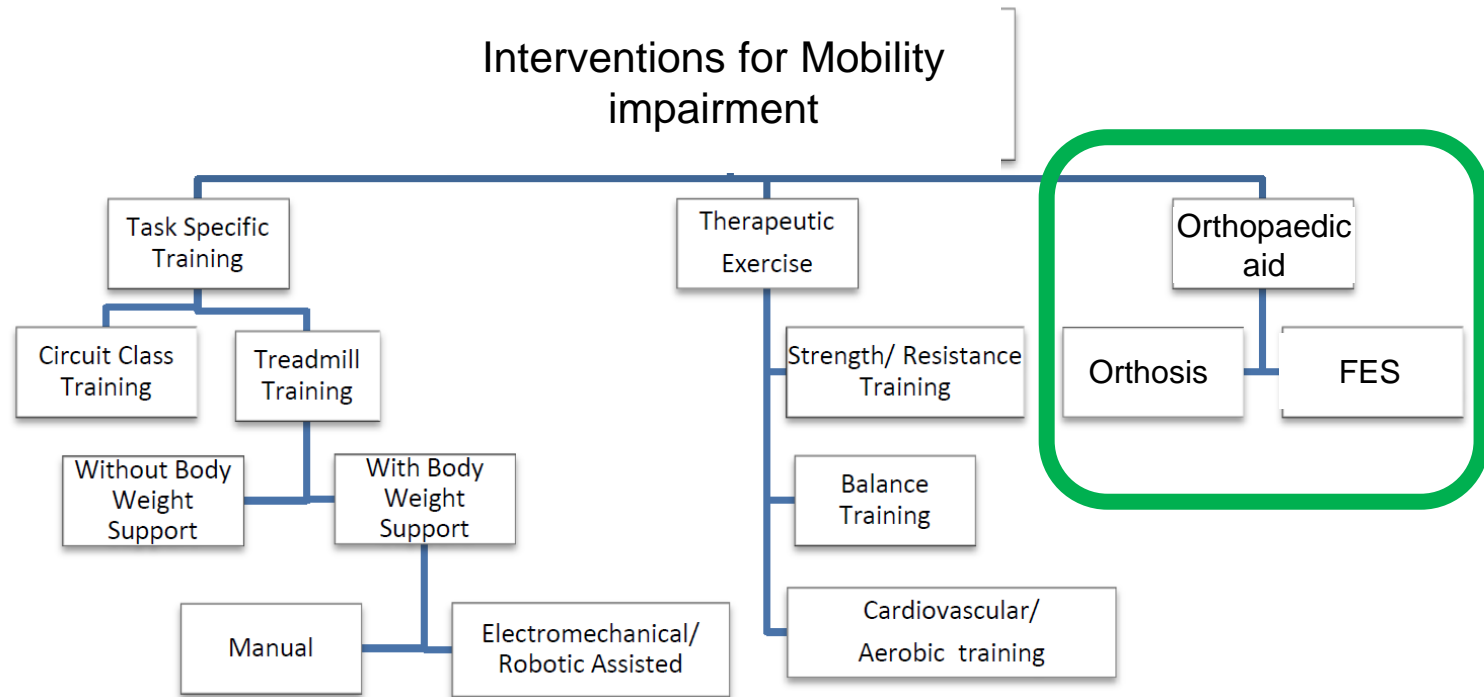 Interventions for Mobility
impairment
Task Specific
Training
Therapeutic
Exercise
Orthopaedic
aid
Circuit Class
Training
Treadmill
Training
Strength/ Resistance
Training
Orthosis
FES
Without Body
Weight
Support
With Body
Weight
Support
Balance
Training
Manual
Electromechanical/
Robotic Assisted
Cardiovascular/
Aerobic training